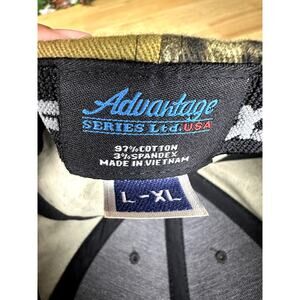 Advantage
SERIES Ltd. USA
97% COTTON
3% SPANDEX
MADE IN VIETNAM
L-XL